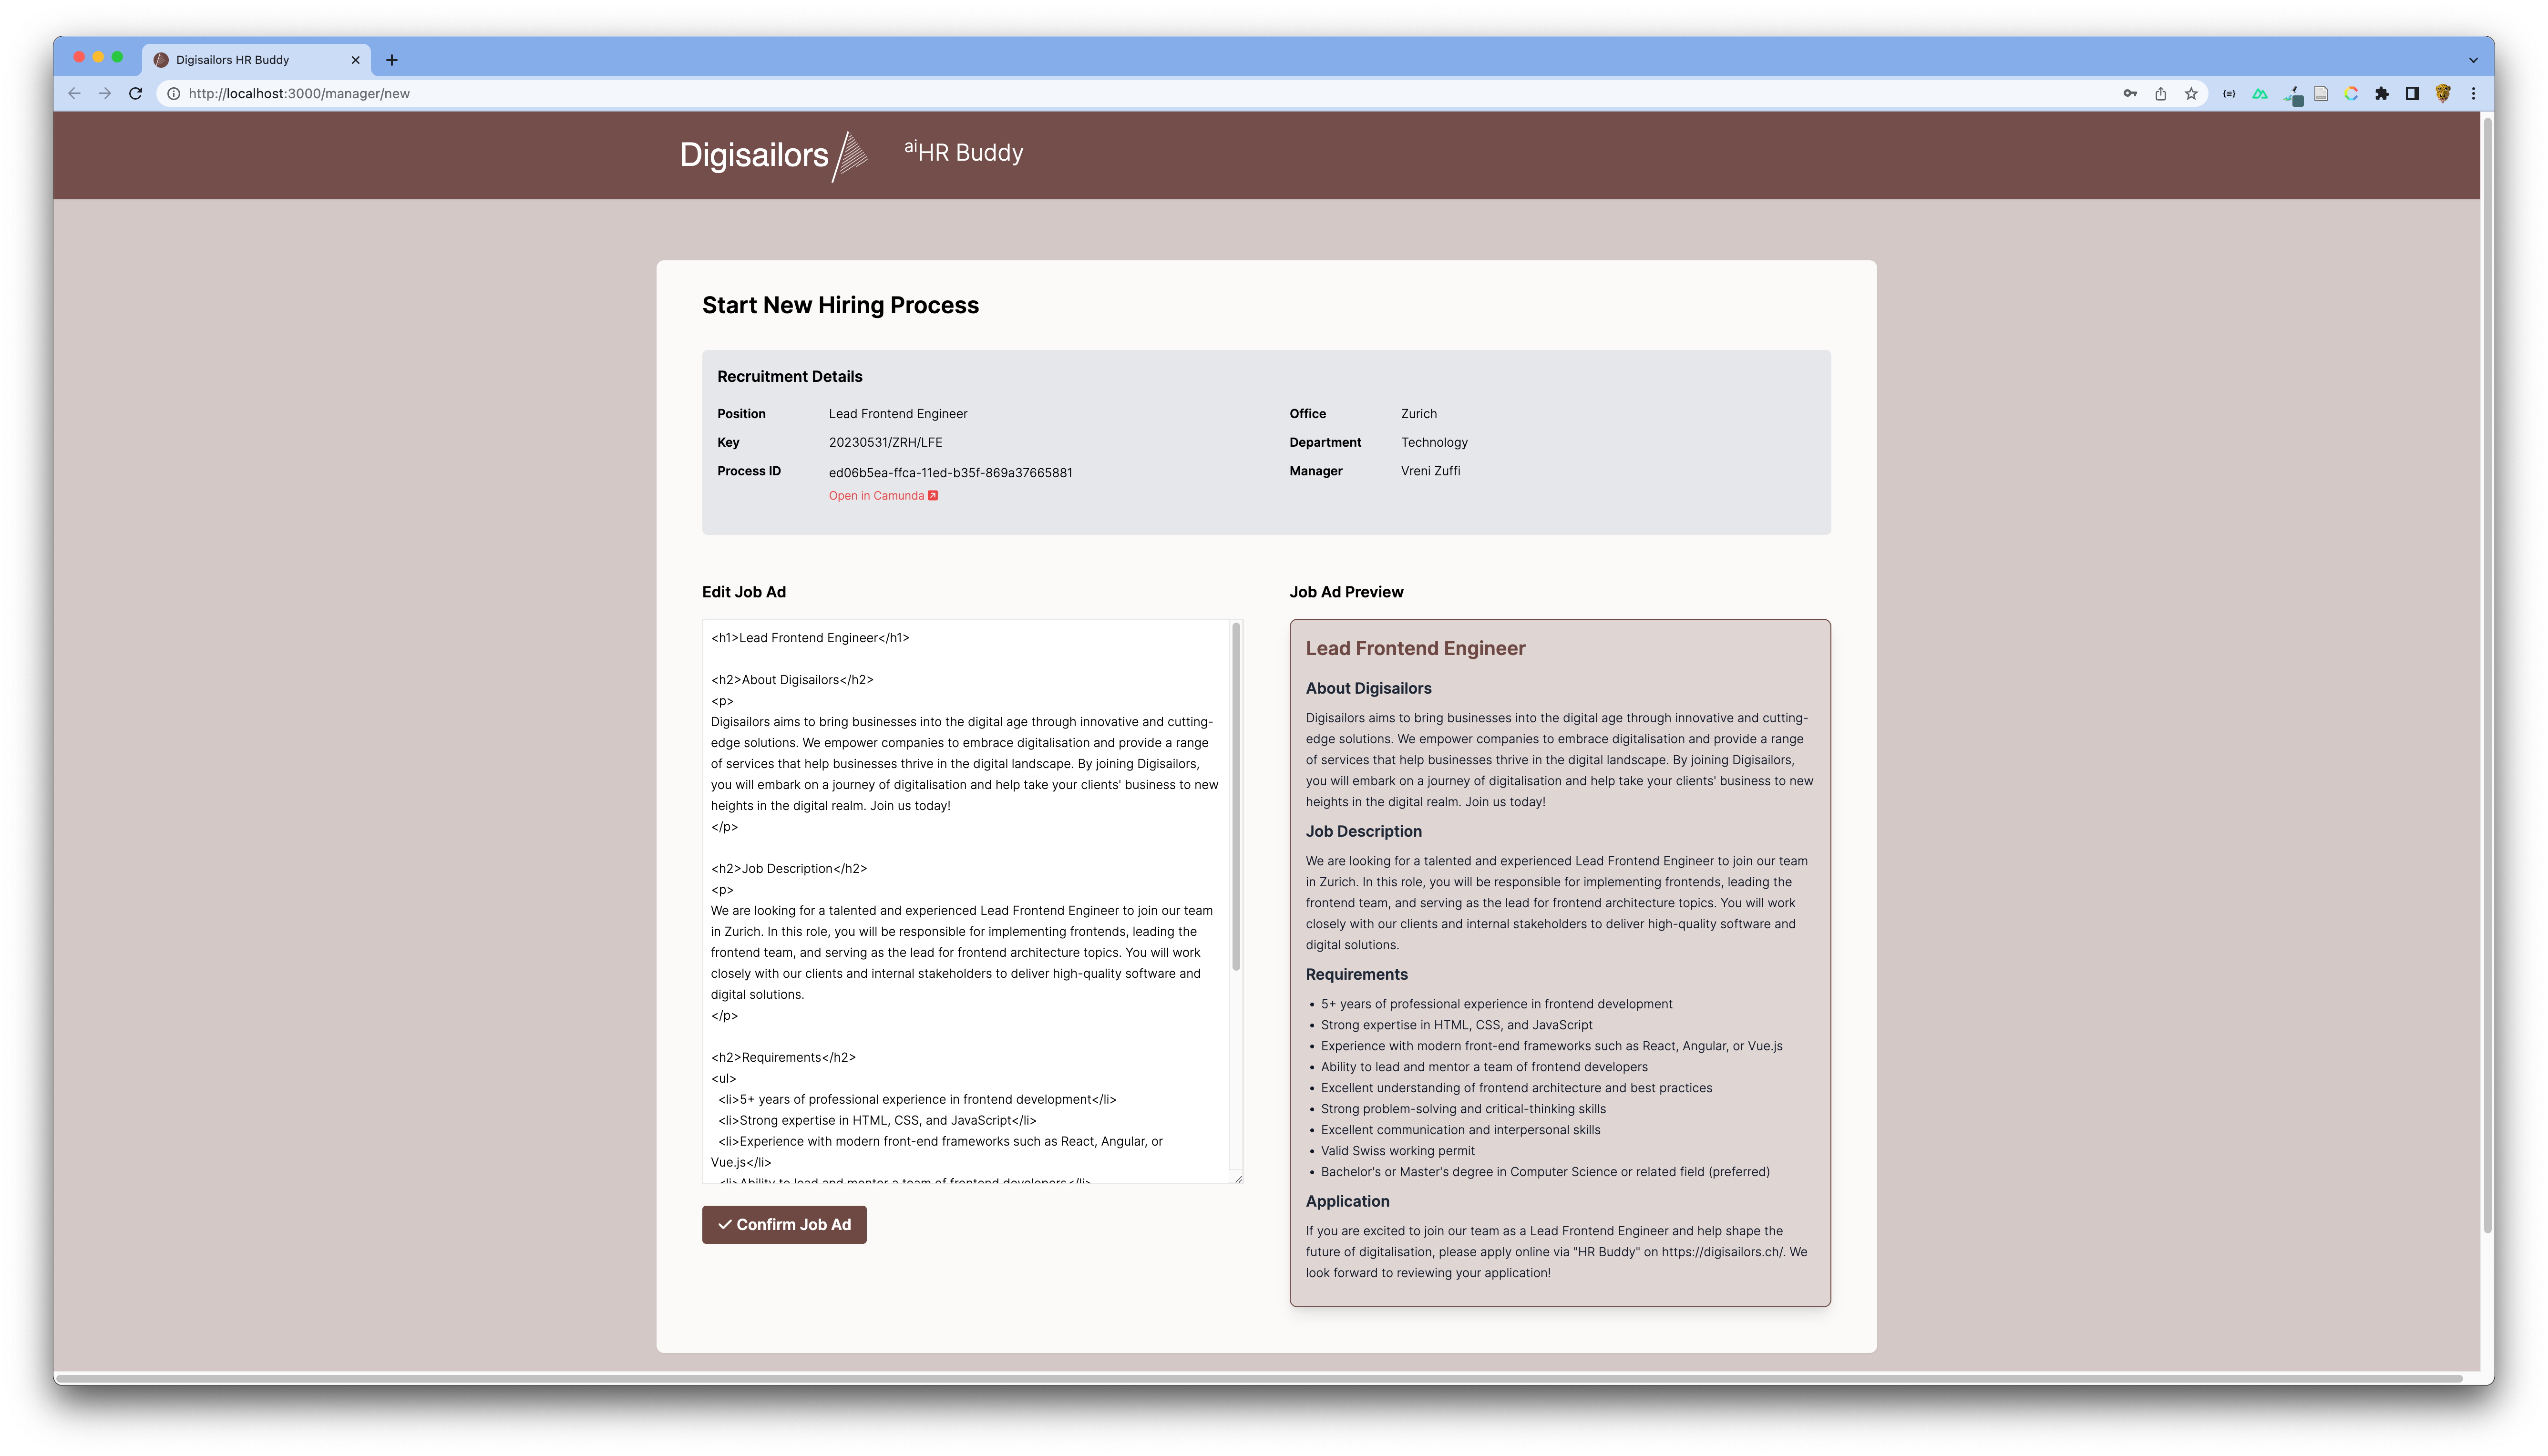 Digisailors HR Buddy
http://localhost:3000/manager/new
Digisailors
aiHR Buddy
Start New Hiring Process
Recruitment Details
Position Lead Frontend Engineer
Office Zurich
Key 20230531/ZRH/LFE
Department Technology
Process ID ed06b5ea-ffca-11ed-b35f-869a37665881
Manager Vreni Zuffi
Open in Camunda
Edit Job Ad
<h1>Lead Frontend Engineer</h1>
<h2>About Digisailors</h2>
<p>
Digisailors aims to bring businesses into the digital age through innovative and cutting-
edge solutions. We empower companies to embrace digitalisation and provide a range
of services that help businesses thrive in the digital landscape. By joining Digisailors,
you will embark on a journey of digitalisation and help take your clients' business to new
heights in the digital realm. Join us today!
</p>
<h2>Job Description</h2>
<p>
We are looking for a talented and experienced Lead Frontend Engineer to join our team
in Zurich. In this role, you will be responsible for implementing frontends, leading the
frontend team, and serving as the lead for frontend architecture topics. You will work
closely with our clients and internal stakeholders to deliver high-quality software and
digital solutions.
</p>
<h2>Requirements</h2>
<ul>
<li>5+ years of professional experience in frontend development</li>
<li>Strong expertise in HTML, CSS, and JavaScript</li>
<li>Experience with modern front-end frameworks such as React, Angular, or
Vue.js</li>
<li>Ability to lead and mentor a team of frontend developers</li>
Confirm Job Ad
Job Ad Preview
Lead Frontend Engineer
About Digisailors
Digisailors aims to bring businesses into the digital age through innovative and cutting-
edge solutions. We empower companies to embrace digitalisation and provide a range
of services that help businesses thrive in the digital landscape. By joining Digisailors,
you will embark on a journey of digitalisation and help take your clients' business to new
heights in the digital realm. Join us today!
Job Description
We are looking for a talented and experienced Lead Frontend Engineer to join our team
in Zurich. In this role, you will be responsible for implementing frontends, leading the
frontend team, and serving as the lead for frontend architecture topics. You will work
closely with our clients and internal stakeholders to deliver high-quality software and
digital solutions.
Requirements
• 5+ years of professional experience in frontend development
• Strong expertise in HTML, CSS, and JavaScript
• Experience with modern front-end frameworks such as React, Angular, or Vue.js
• Ability to lead and mentor a team of frontend developers
• Excellent understanding of frontend architecture and best practices
• Strong problem-solving and critical-thinking skills
• Excellent communication and interpersonal skills
• Valid Swiss working permit
• Bachelor's or Master's degree in Computer Science or related field (preferred)
Application
If you are excited to join our team as a Lead Frontend Engineer and help shape the
future of digitalisation, please apply online via "HR Buddy" on https://digisailors.ch/. We
look forward to reviewing your application!